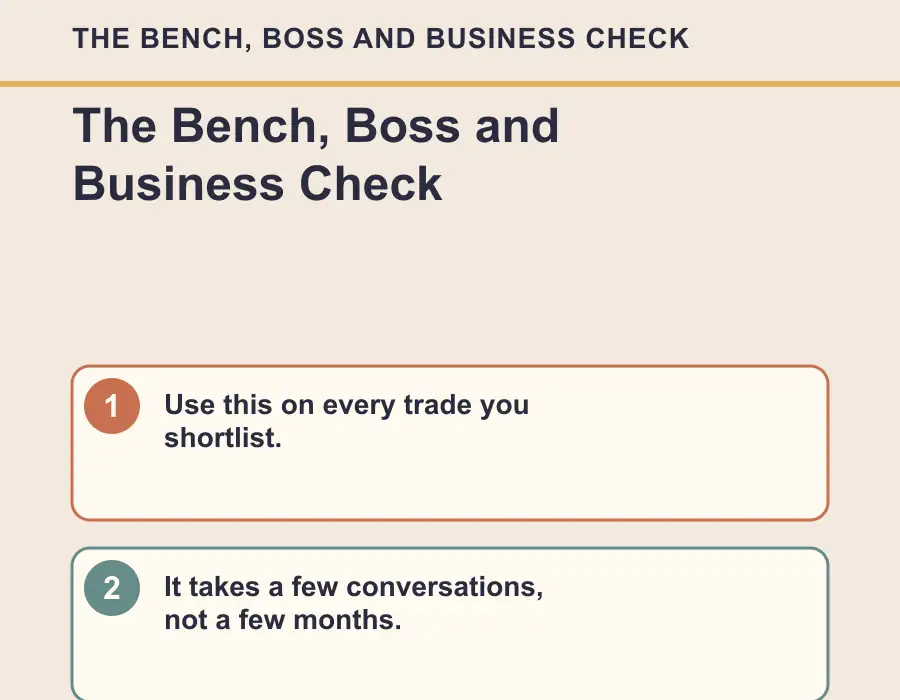 THE BENCH, BOSS AND BUSINESS CHECK
The Bench, Boss and
Business Check
1
Use this on every trade you
shortlist.
2
It takes a few conversations,
not a few months.